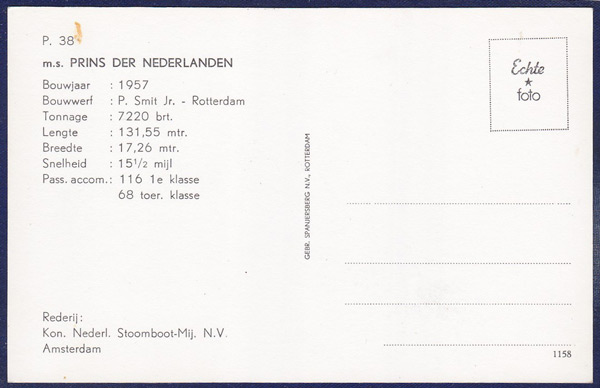 P. 38
m.s. PRINS DER NEDERLANDEN
Bouwjaar : 1957
Bouwwerf : P. Smit Jr. - Rotterdam
Tonnage : 7220 brt.
Lengte : 131,55 mtr.
Breedte : 17,26 mtr.
Snelheid : 15 1/2 mijl
Pass. accom.: 116 1e klasse
68 toer. klasse
Rederij:
Kon. Nederl. Stoomboot-Mij. N.V.
Amsterdam
GEBR. SPANJERSBERG N.V., ROTTERDAM
Echte
foto
1158